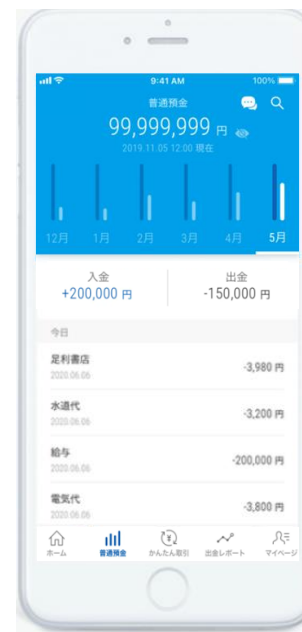 9:41 AM 100%
普通預金
99,999,999 円
2019.11.05 12:00 現在
12月 1月 2月 3月 4月 5月
入金 出金
+200,000 円 -150,000 円
今日
足利書店
2020.06.06
-3,980 円
水道代
2020.06.06
-3,200 円
給与
2020.06.06
-200,000 円
電気代
2020.06.06
-3,800 円
ホーム 普通預金 かんたん取引 出金レポート マイページ